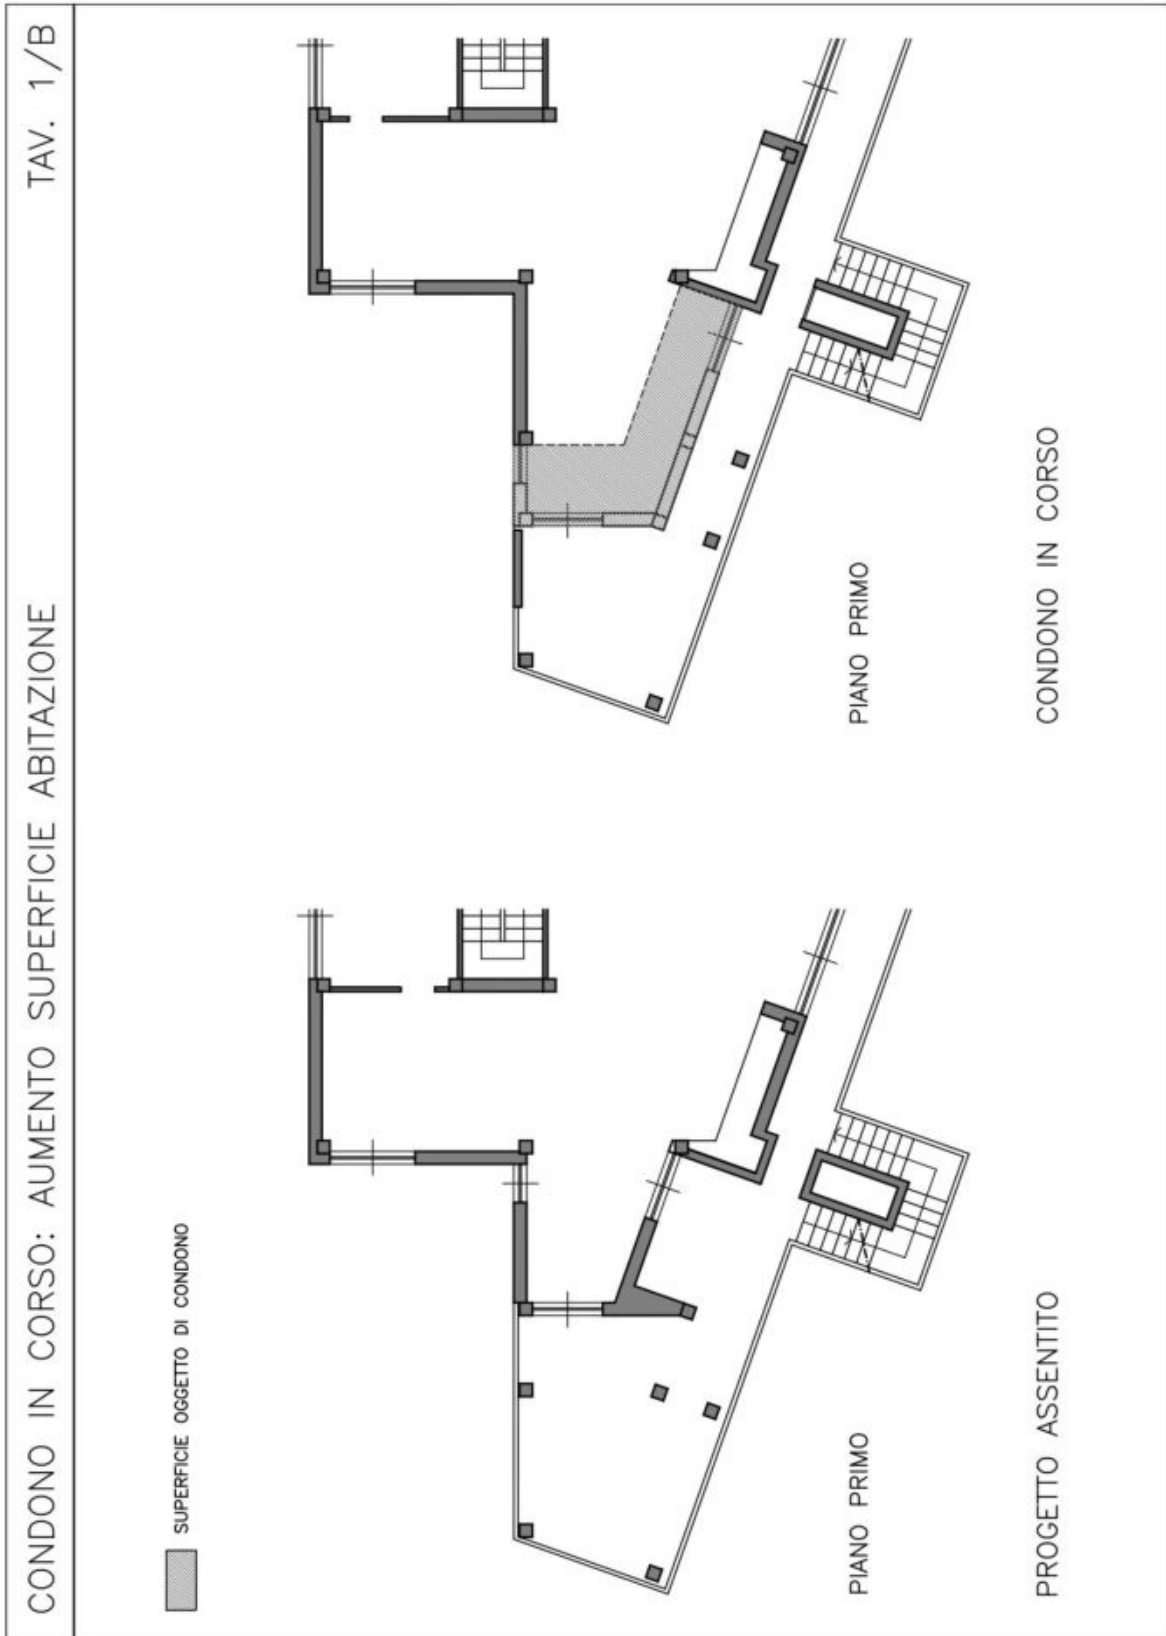 CONDONO IN CORSO: AUMENTO SUPERFICIE ABITAZIONE TAV. 1/B
SUPERFICIE OGGETTO DI CONDONO
PIANO PRIMO
PROGETTO ASSENTITO
PIANO PRIMO
CONDONO IN CORSO